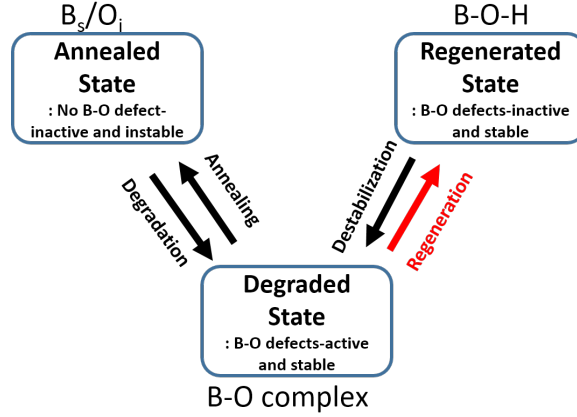 Bs/Oi
Annealed
State
: No B-O defect-
inactive and instable
B-O-H
Regenerated
State
: B-O defects-inactive
and stable
Degradation
Annealing
Destabilization
Regeneration
Degraded
State
: B-O defects-active
and stable
B-O complex